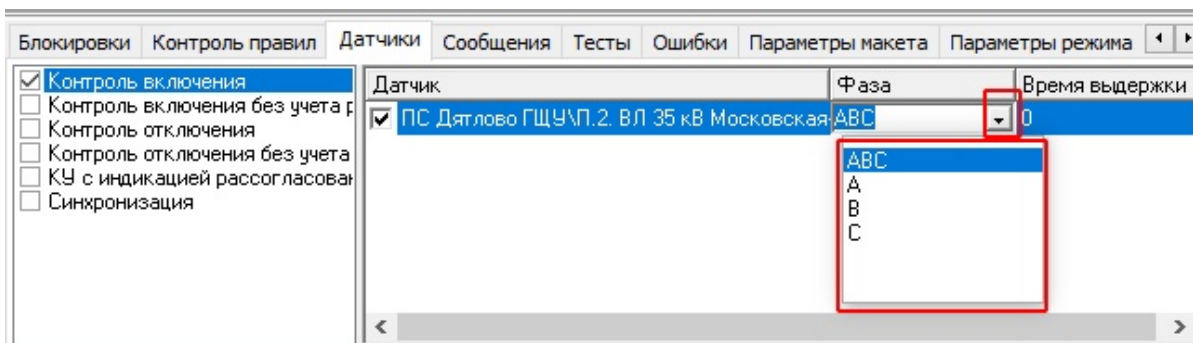 Блокировки Контроль правил Датчики Сообщения Тесты Ошибки Параметры макета Параметры режима
Контроль включения
Контроль включения без учета р
Контроль отключения
Контроль отключения без учета
КУ с индикацией рассогласован
Синхронизация
Датчик Фаза Время выдержки
ПС Дятлово ГЩУ\П.2. ВЛ 35 кВ Московская- ABC 0
ABC
A
B
C